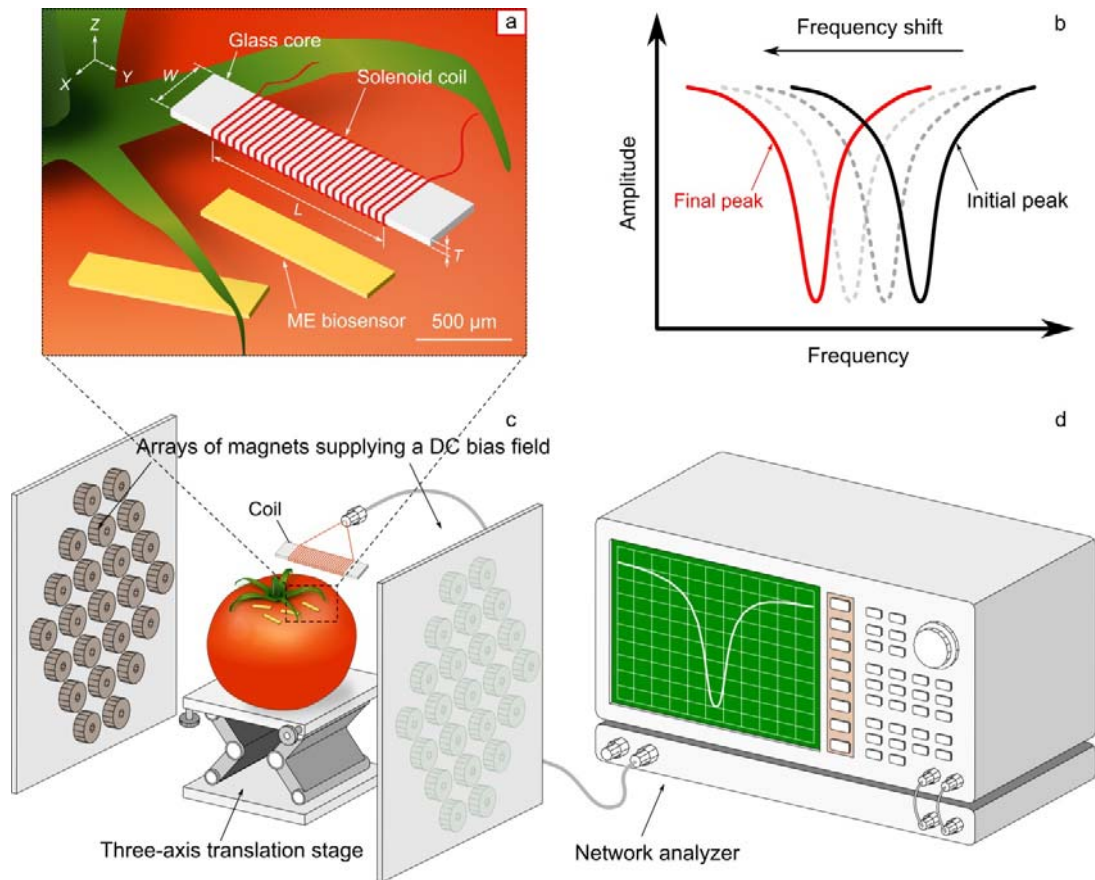 a
Z
X
Y
W
Glass core
Solenoid coil
L
T
ME biosensor
500 µm
b
Frequency shift
Amplitude
Final peak
Initial peak
Frequency
c
Arrays of magnets supplying a DC bias field
Coil
Three-axis translation stage
d
Network analyzer